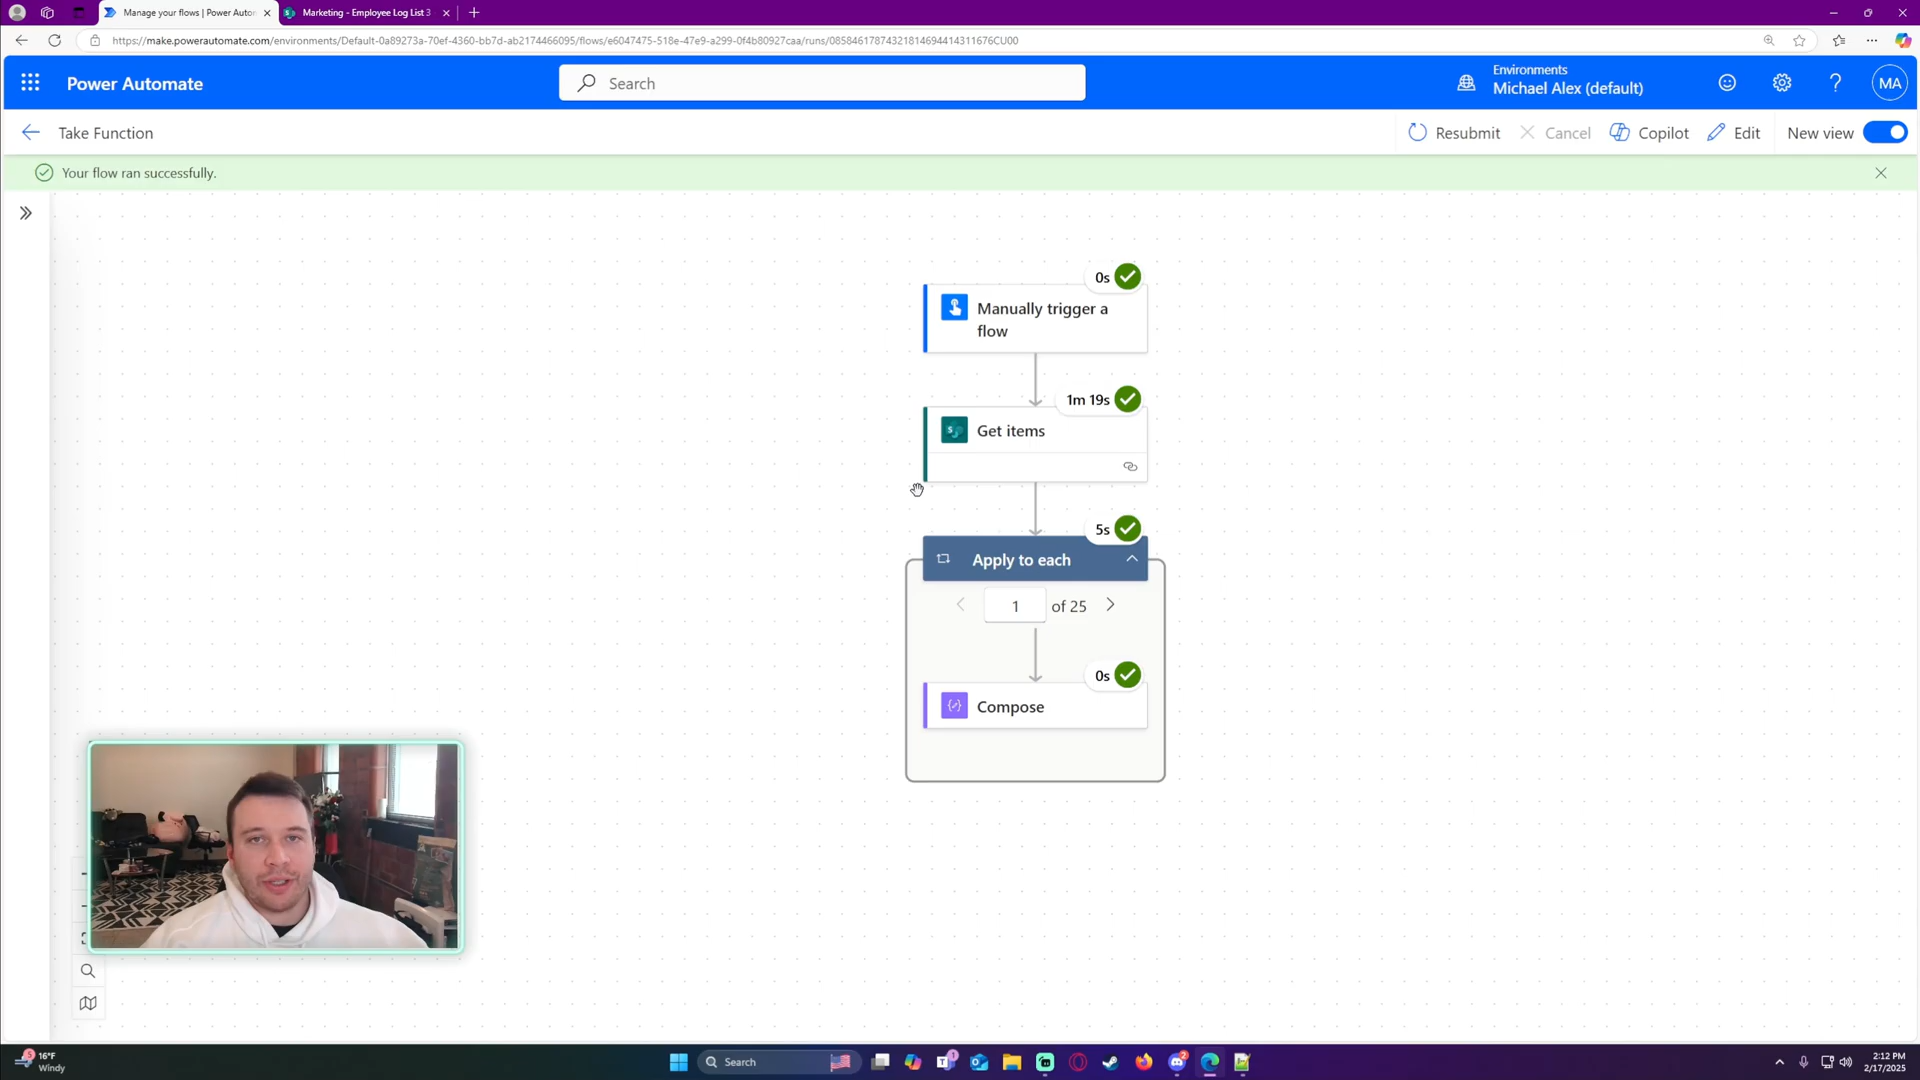 Manage your flows | Power Auto
Marketing - Employee Log List 3
https://make.powerautomate.com/environments/Default-0a89273a-70ef-4360-bb7d-ab2174466095/flows/e6047475-518e-47e9-a299-0f4b80927caa/runs/08584617874321814694414311676CU00
Power Automate
Search
Environments
Michael Alex (default)
MA
Take Function
Resubmit
Cancel
Copilot
Edit
New view
Your flow ran successfully.
0s
Manually trigger a
flow
1m 19s
Get items
5s
Apply to each
1 of 25
0s
Compose
16°F
Windy
Search
2:12 PM
2/17/2025